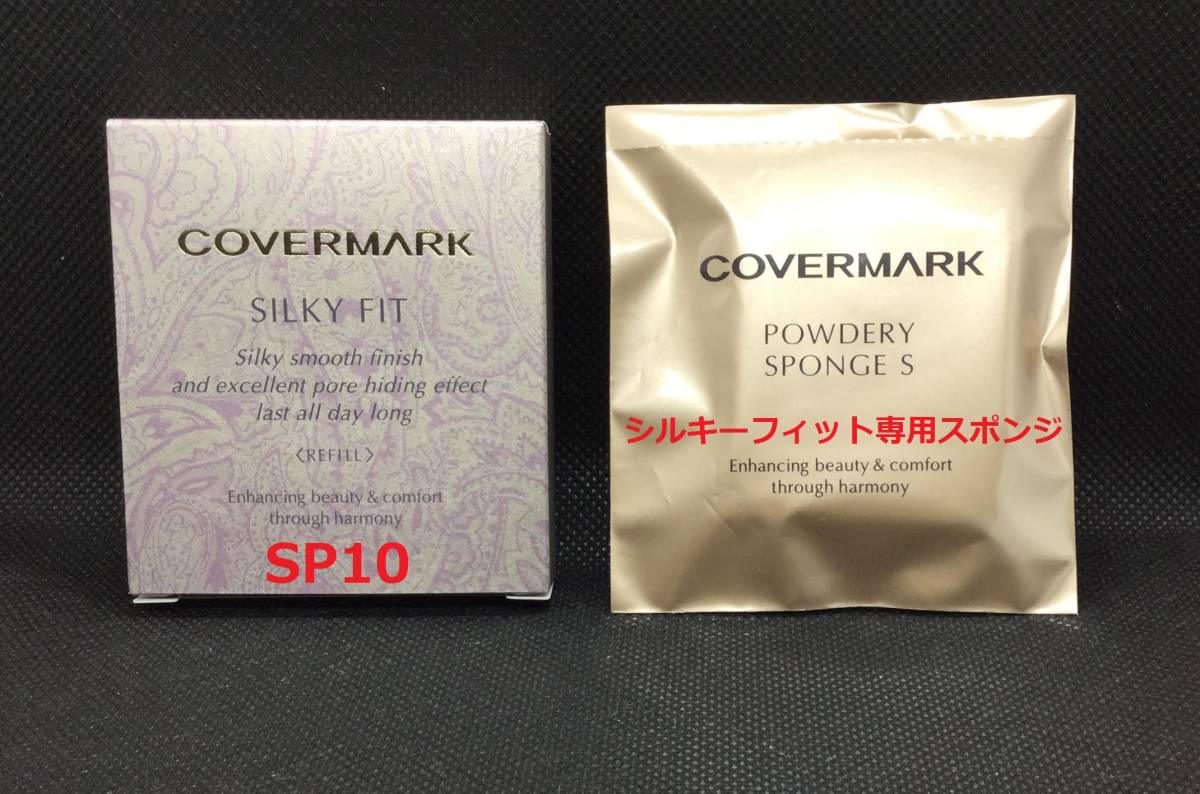 COVERMARK
SILKY FIT
Silky smooth finish
and excellent pore hiding effect
last all day long
〈REFILL〉
Enhancing beauty & comfort
through harmony
SP10
COVERMARK
POWDERY
SPONGE S
シルキーフィット専用スポンジ
Enhancing beauty & comfort
through harmony